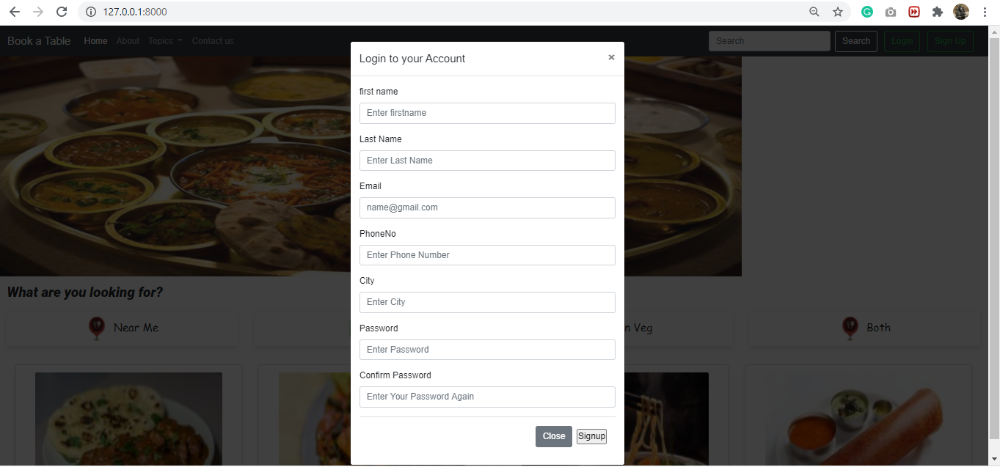 127.0.0.1:8000
Book a Table Home About Topics Contact us Search Search Login Sign Up
Login to your Account ×
first name
Enter firstname
Last Name
Enter Last Name
Email
name@gmail.com
PhoneNo
Enter Phone Number
City
Enter City
Password
Enter Password
Confirm Password
Enter Your Password Again
Close Signup
What are you looking for?
Near Me
n Veg
Both